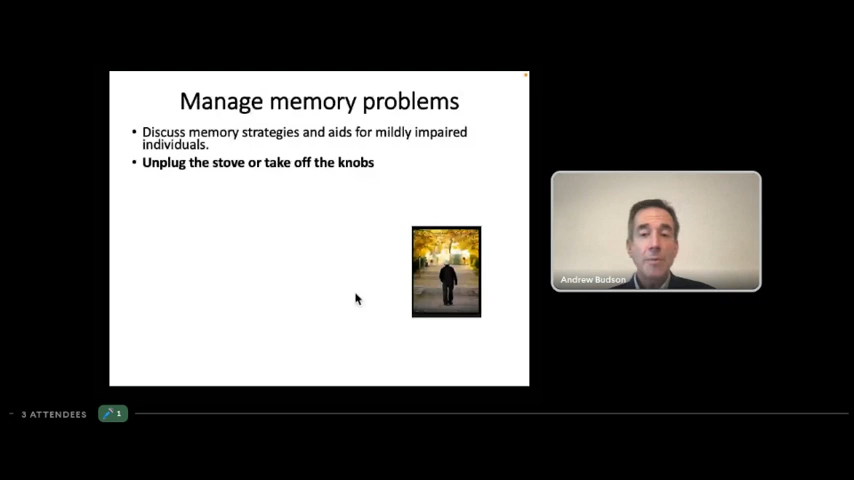 Manage memory problems
• Discuss memory strategies and aids for mildly impaired
individuals.
• Unplug the stove or take off the knobs
Andrew Budson
3 ATTENDEES
1